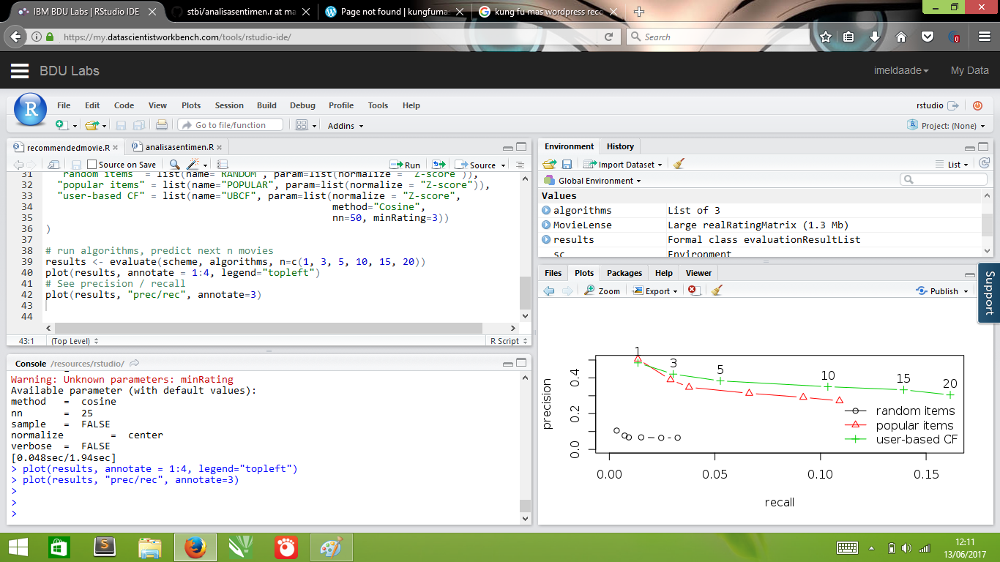 IBM BDU Labs | RStudio IDE
stbi/analisasentimen.r at ma
Page not found | kungfumas
kung fu mas wordpress reco
https://my.datascientistworkbench.com/tools/rstudio-ide/
Search
0
BDU Labs
imeldaade
My Data
R
File Edit Code View Plots Session Build Debug Profile Tools Help
rstudio
Go to file/function
Addins
Project: (None)
recommendedmovie.R
analisasentimen.R
Source on Save
Run
Source
31 "random items" = list(name="RANDOM", param=list(normalize = "Z-score")),
32 "popular items" = list(name="POPULAR", param=list(normalize = "Z-score")),
33 "user-based CF" = list(name="UBCF", param=list(normalize = "Z-score",
34 method="Cosine",
35 nn=50, minRating=3))
36 )
37
38 # run algorithms, predict next n movies
39 results <- evaluate(scheme, algorithms, n=c(1, 3, 5, 10, 15, 20))
40 plot(results, annotate = 1:4, legend="topleft")
41 # See precision / recall
42 plot(results, "prec/rec", annotate=3)
43
44
43:1 (Top Level) R Script
Console /resources/rstudio/
Warning: Unknown parameters: minRating
Available parameter (with default values):
method = cosine
nn = 25
sample = FALSE
normalize = center
verbose = FALSE
[0.048sec/1.94sec]
> plot(results, annotate = 1:4, legend="topleft")
> plot(results, "prec/rec", annotate=3)
>
>
>
Environment History
Import Dataset
List
Global Environment
Values
algorithms List of 3
MovieLense Large realRatingMatrix (1.3 Mb)
results Formal class evaluationResultList
sc Environment
Files Plots Packages Help Viewer
Zoom Export Publish
Support
1
3
5
10
15
20
precision
0.0 0.2 0.4
random items
popular items
user-based CF
0.00 0.05 0.10 0.15
recall
S
12:11
13/06/2017